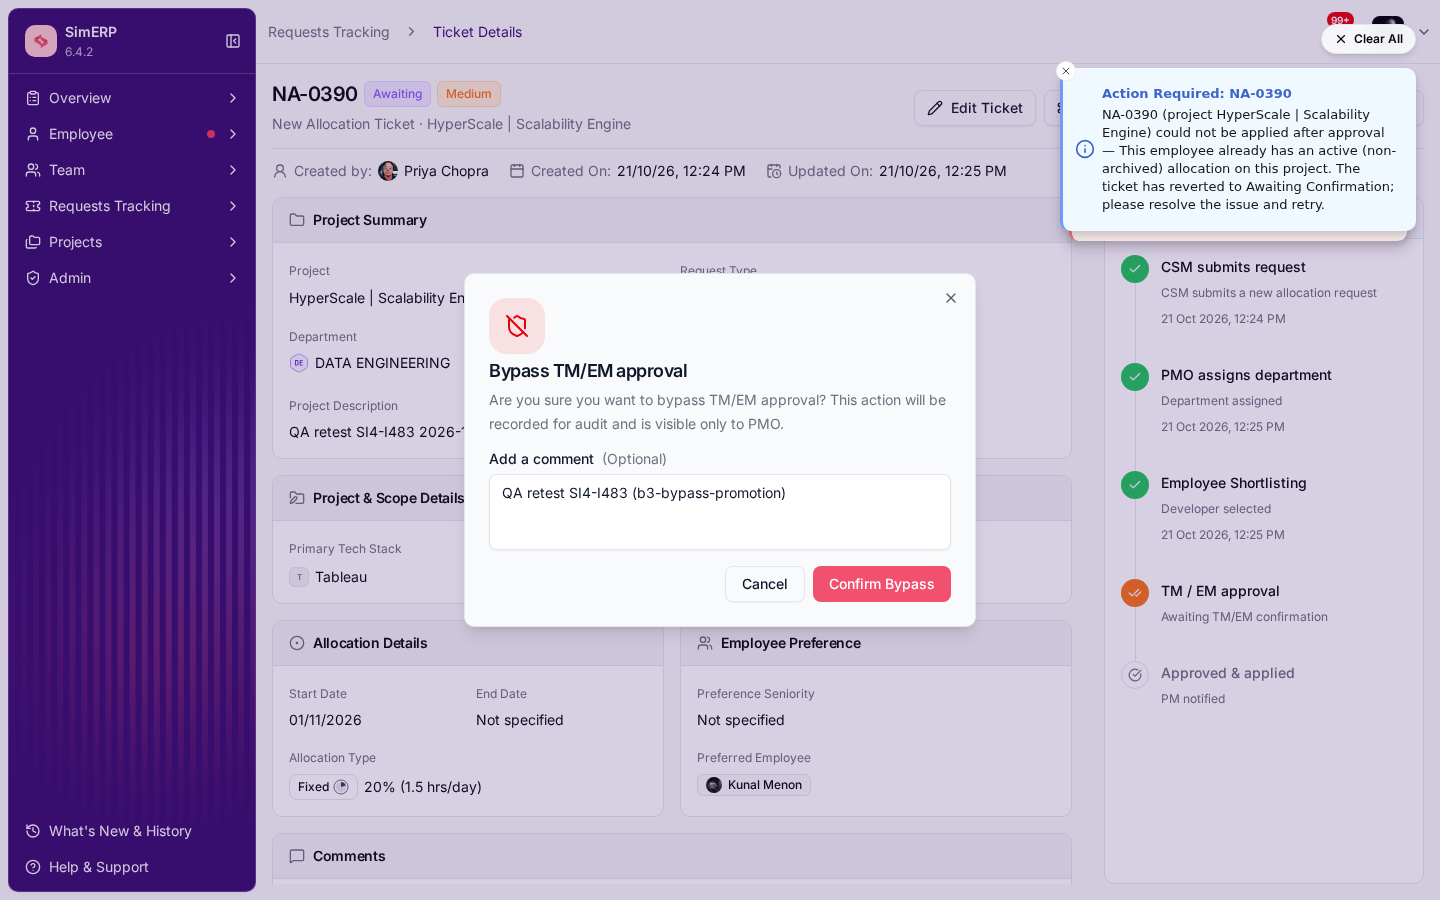 SimERP
6.4.2
Overview
Employee
Team
Requests Tracking
Projects
Admin
What's New & History
Help & Support
Requests Tracking
Ticket Details
99+
Clear All
NA-0390
Awaiting
Medium
New Allocation Ticket · HyperScale | Scalability Engine
Edit Ticket
Created by:
Priya Chopra
Created On: 21/10/26, 12:24 PM
Updated On: 21/10/26, 12:25 PM
Action Required: NA-0390
NA-0390 (project HyperScale | Scalability
Engine) could not be applied after approval
— This employee already has an active (non-
archived) allocation on this project. The
ticket has reverted to Awaiting Confirmation;
please resolve the issue and retry.
Project Summary
Project
HyperScale | Scalability En
Request Type
Department
DE
DATA ENGINEERING
Project Description
QA retest SI4-I483 2026-1
Bypass TM/EM approval
Are you sure you want to bypass TM/EM approval? This action will be
recorded for audit and is visible only to PMO.
Add a comment (Optional)
QA retest SI4-I483 (b3-bypass-promotion)
Cancel
Confirm Bypass
Project & Scope Details
Primary Tech Stack
T
Tableau
Allocation Details
Start Date
End Date
01/11/2026
Not specified
Allocation Type
Fixed
20% (1.5 hrs/day)
Employee Preference
Preference Seniority
Not specified
Preferred Employee
Kunal Menon
Comments
CSM submits request
CSM submits a new allocation request
21 Oct 2026, 12:24 PM
PMO assigns department
Department assigned
21 Oct 2026, 12:25 PM
Employee Shortlisting
Developer selected
21 Oct 2026, 12:25 PM
TM / EM approval
Awaiting TM/EM confirmation
Approved & applied
PM notified